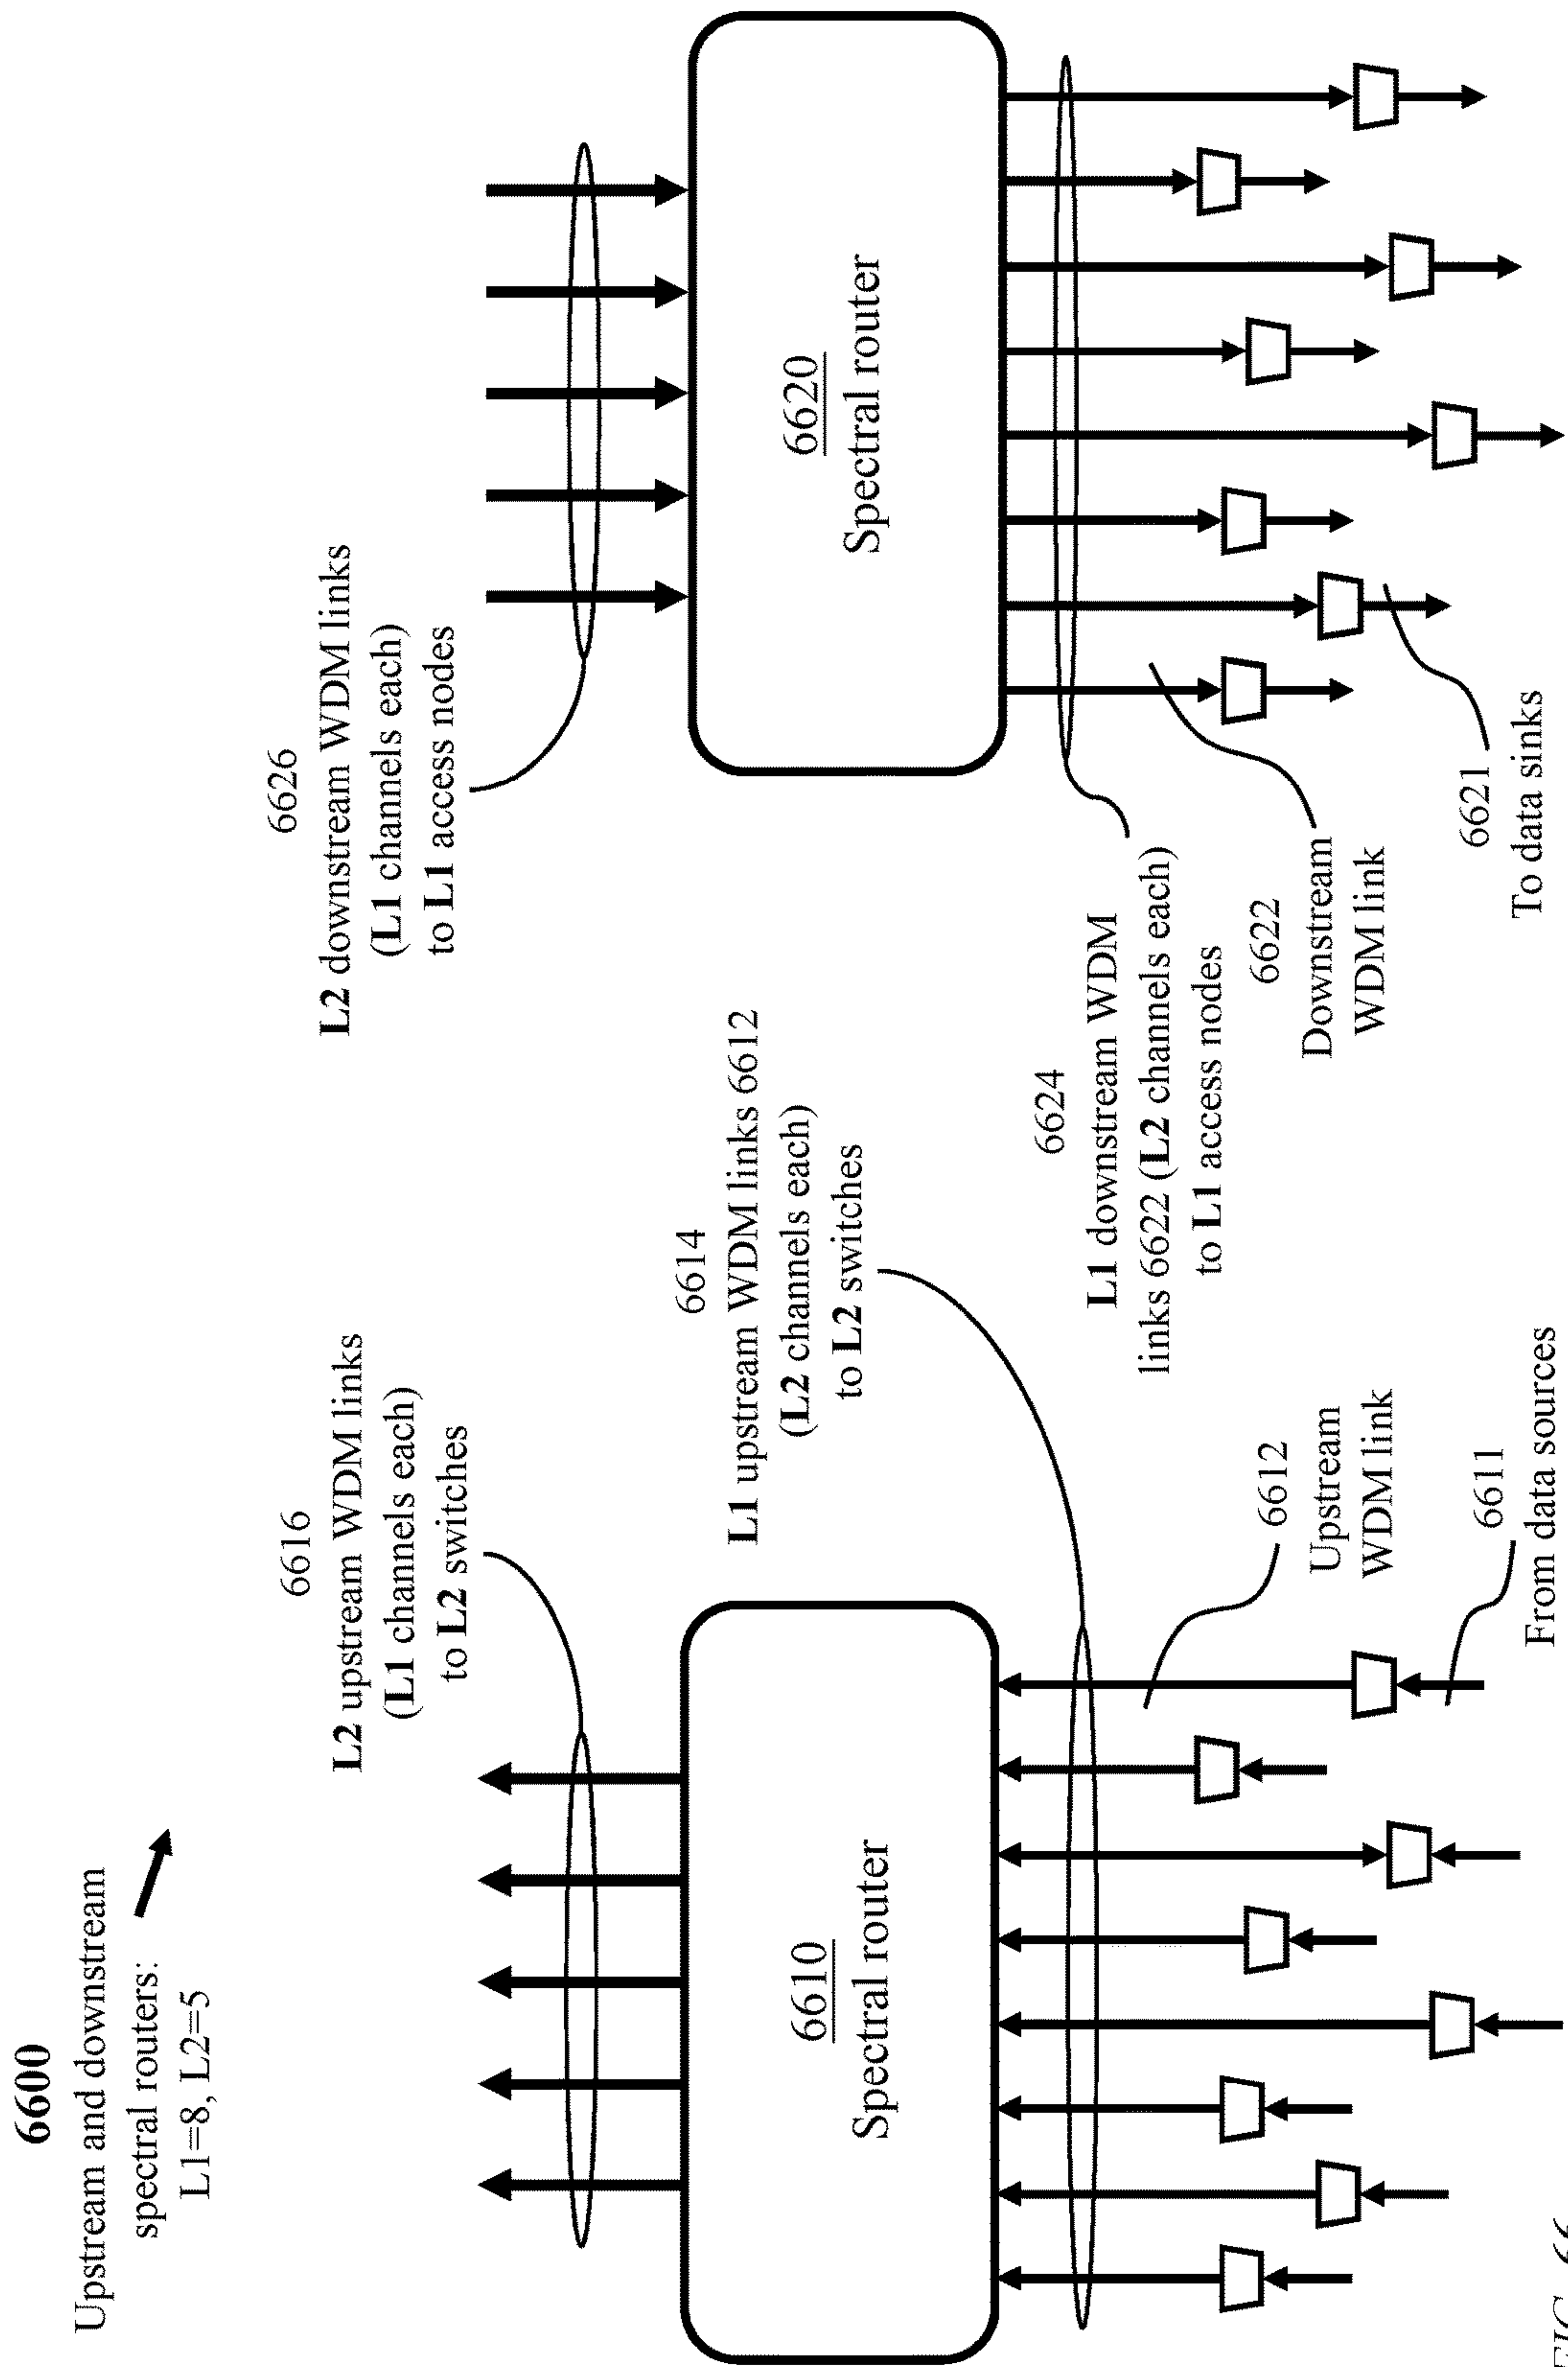 6600
Upstream and downstream
spectral routers:
L1=8, L2=5
6616
L2 upstream WDM links
(L1 channels each)
to L2 switches
6610
Spectral router
6614
L1 upstream WDM links 6612
(L2 channels each)
to L2 switches
6612
Upstream
WDM link
6611
From data sources
6626
L2 downstream WDM links
(L1 channels each)
to L1 access nodes
6620
Spectral router
6624
L1 downstream WDM
links 6622 (L2 channels each)
to L1 access nodes
6622
Downstream
WDM link
6621
To data sinks
FIG. 66